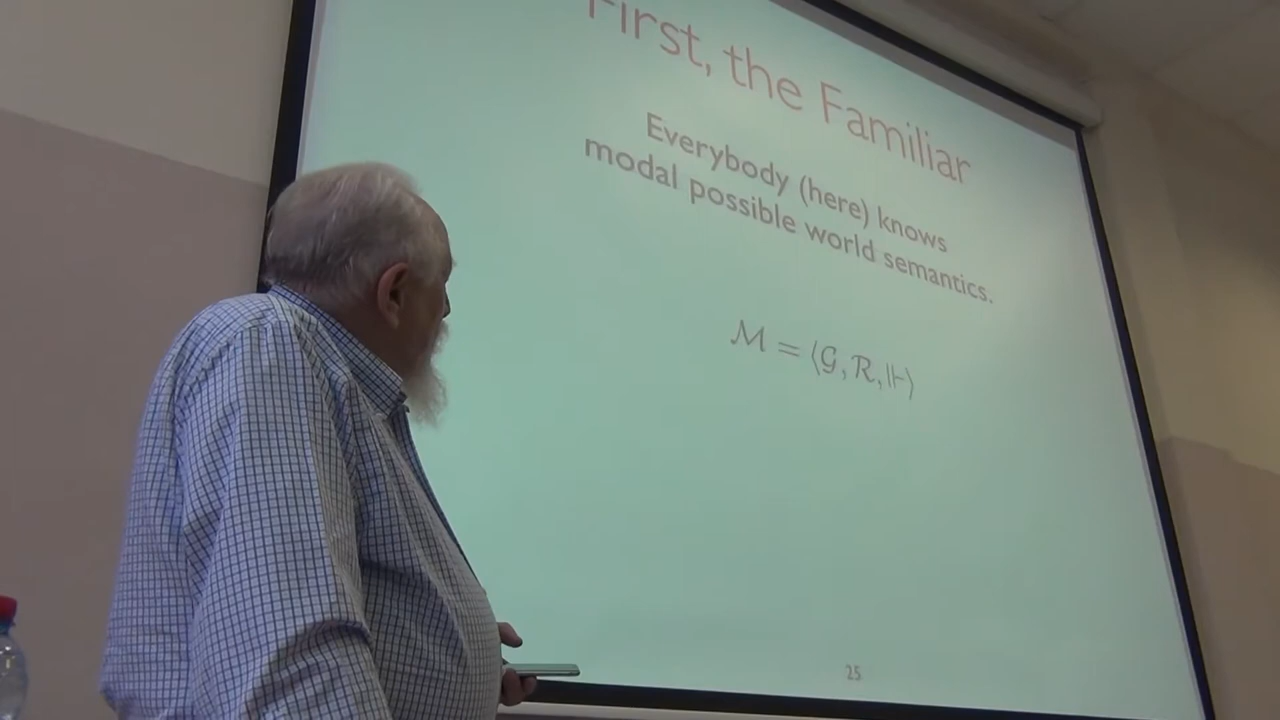 First, the Familiar
Everybody (here) knows
modal possible world semantics.
ℳ = ⟨𝒢, ℛ, ⊩⟩
25